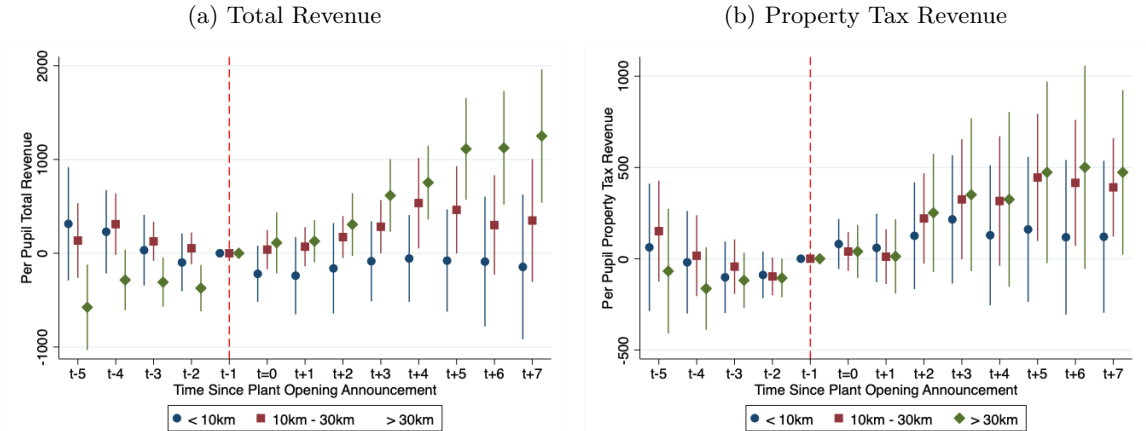 (a) Total Revenue
Per Pupil Total Revenue
2000
1000
0
-1000
t-5 t-4 t-3 t-2 t-1 t=0 t+1 t+2 t+3 t+4 t+5 t+6 t+7
Time Since Plant Opening Announcement
< 10km 10km - 30km > 30km
(b) Property Tax Revenue
Per Pupil Property Tax Revenue
1000
500
0
-500
t-5 t-4 t-3 t-2 t-1 t=0 t+1 t+2 t+3 t+4 t+5 t+6 t+7
Time Since Plant Opening Announcement
< 10km 10km - 30km > 30km